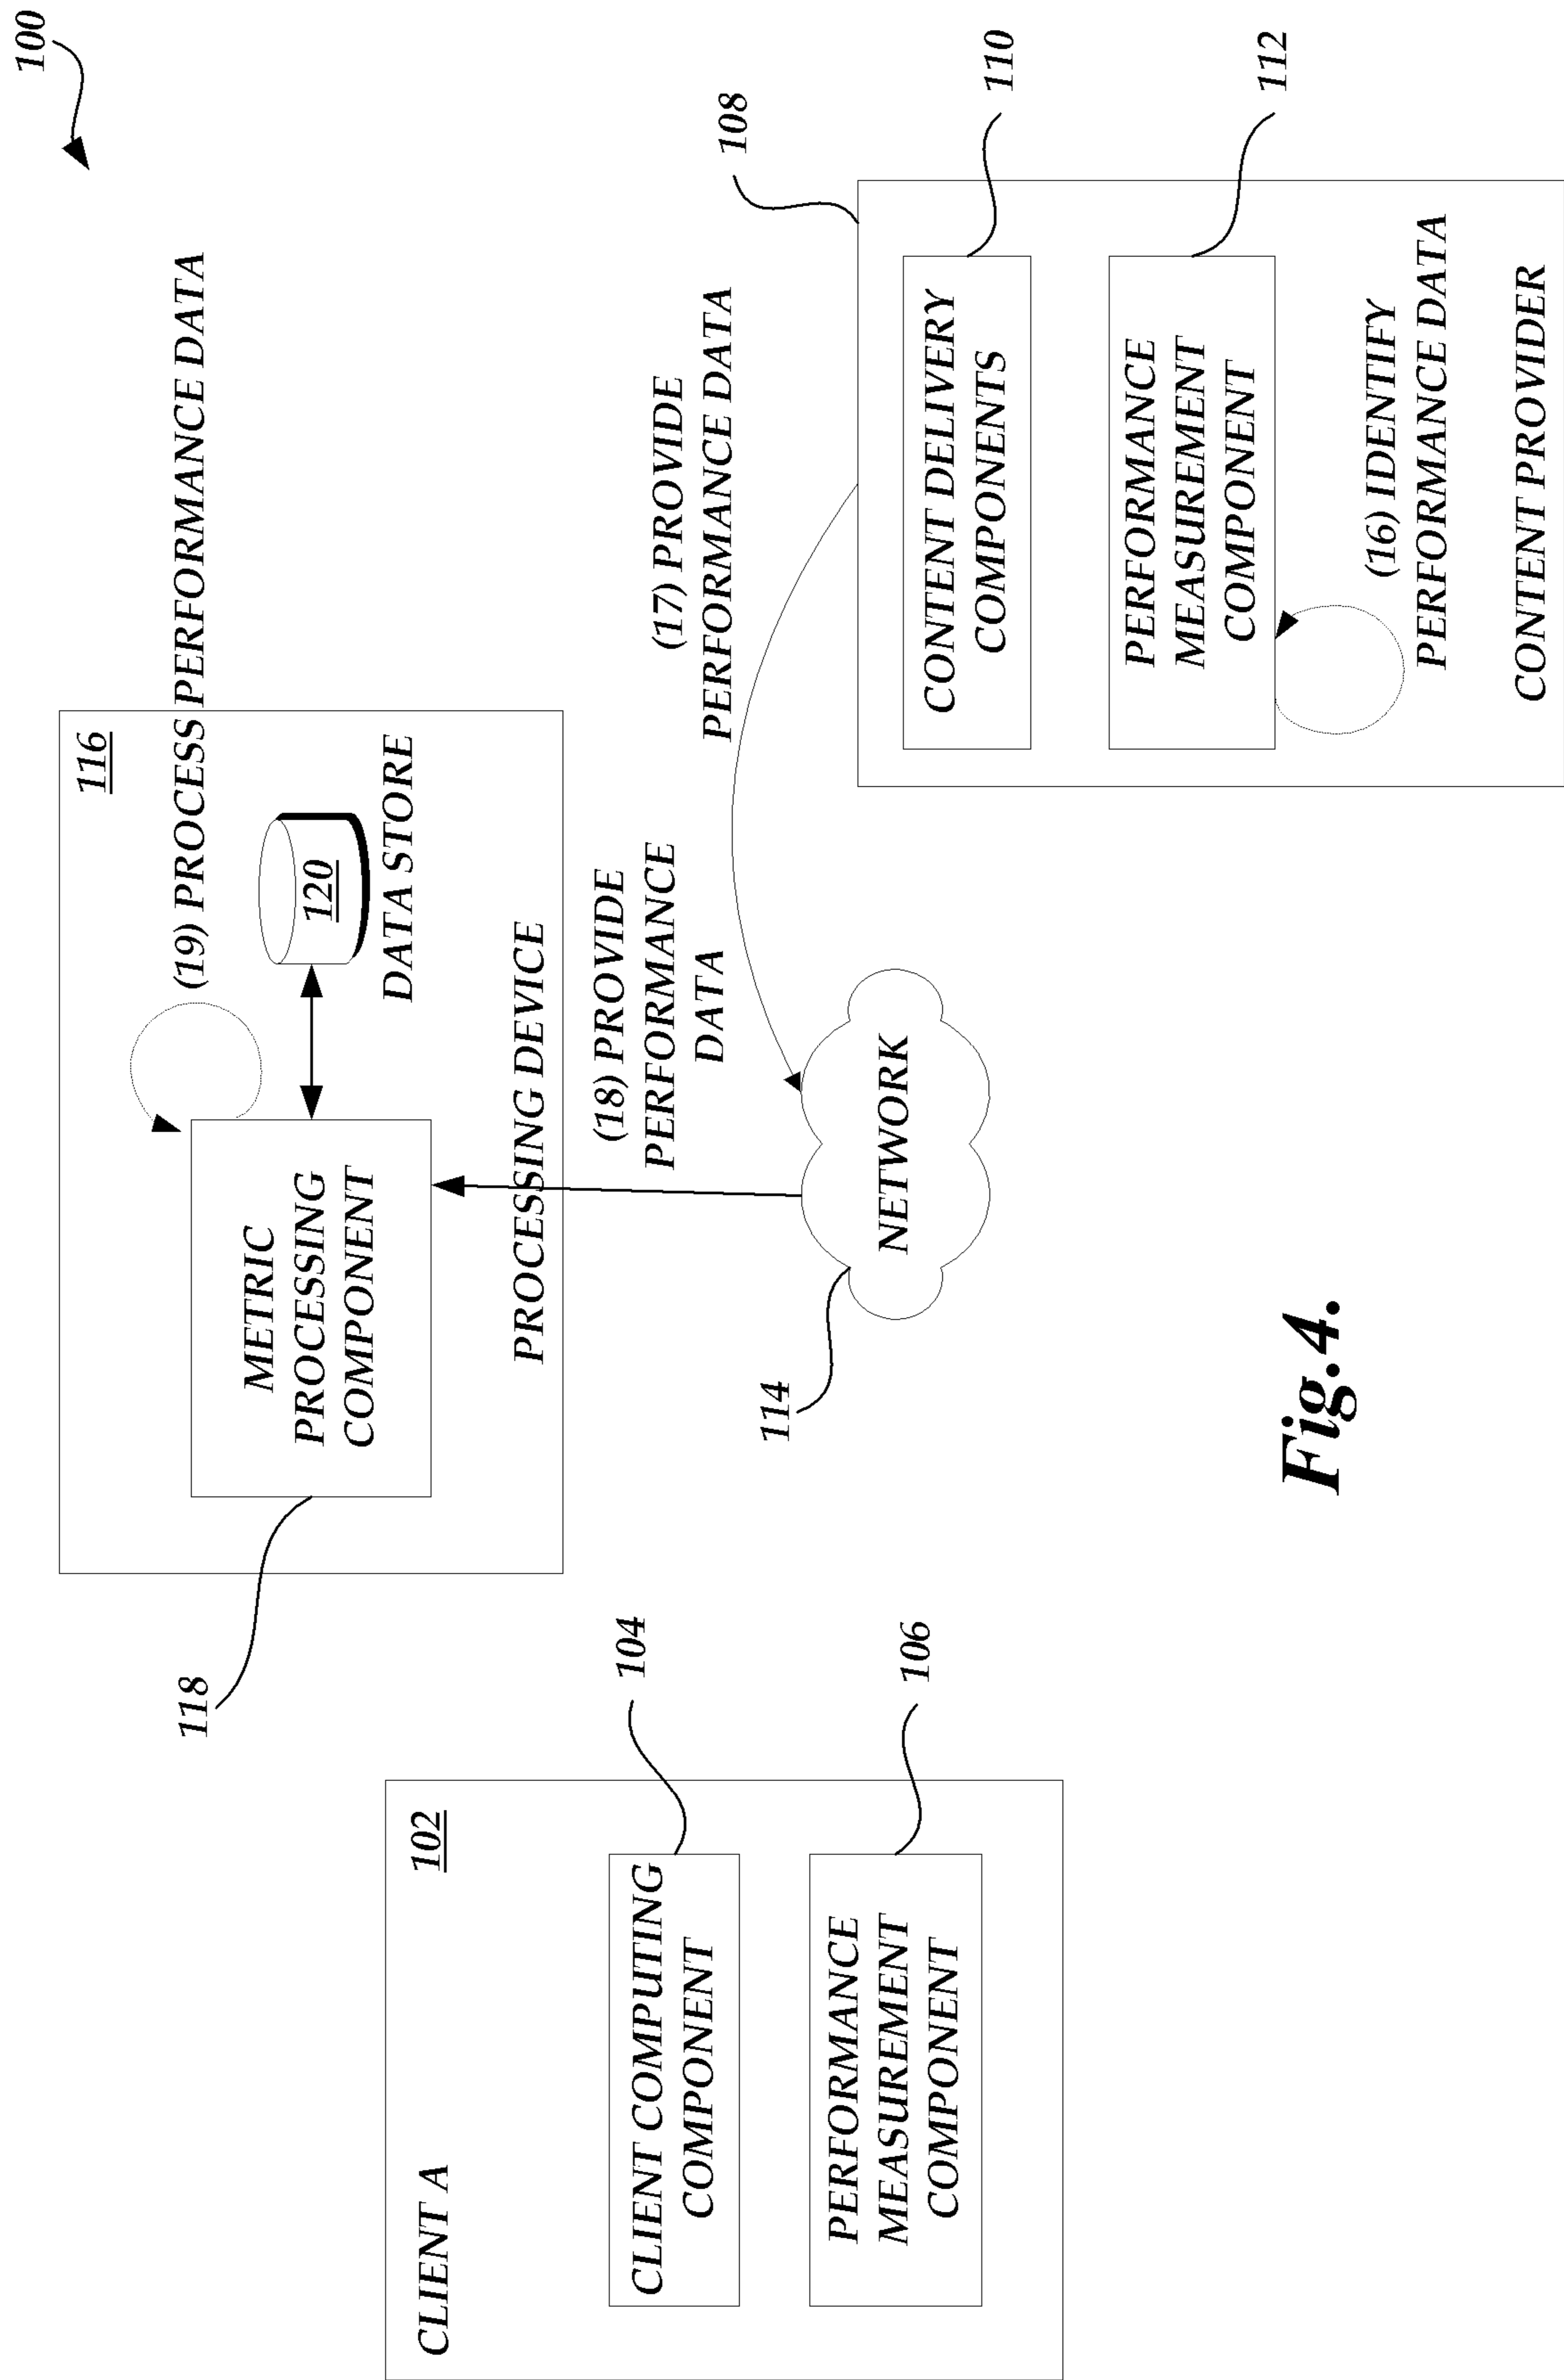 100
116
(19) PROCESS PERFORMANCE DATA
118
METRIC
PROCESSING
COMPONENT
120
DATA STORE
PROCESSING DEVICE
CLIENT A
102
CLIENT COMPUTING
COMPONENT
104
PERFORMANCE
MEASUREMENT
COMPONENT
106
(18) PROVIDE
PERFORMANCE
DATA
(17) PROVIDE
PERFORMANCE DATA
114
NETWORK
108
CONTENT DELIVERY
COMPONENTS
110
PERFORMANCE
MEASUREMENT
COMPONENT
112
(16) IDENTIFY
PERFORMANCE DATA
CONTENT PROVIDER
Fig.4.